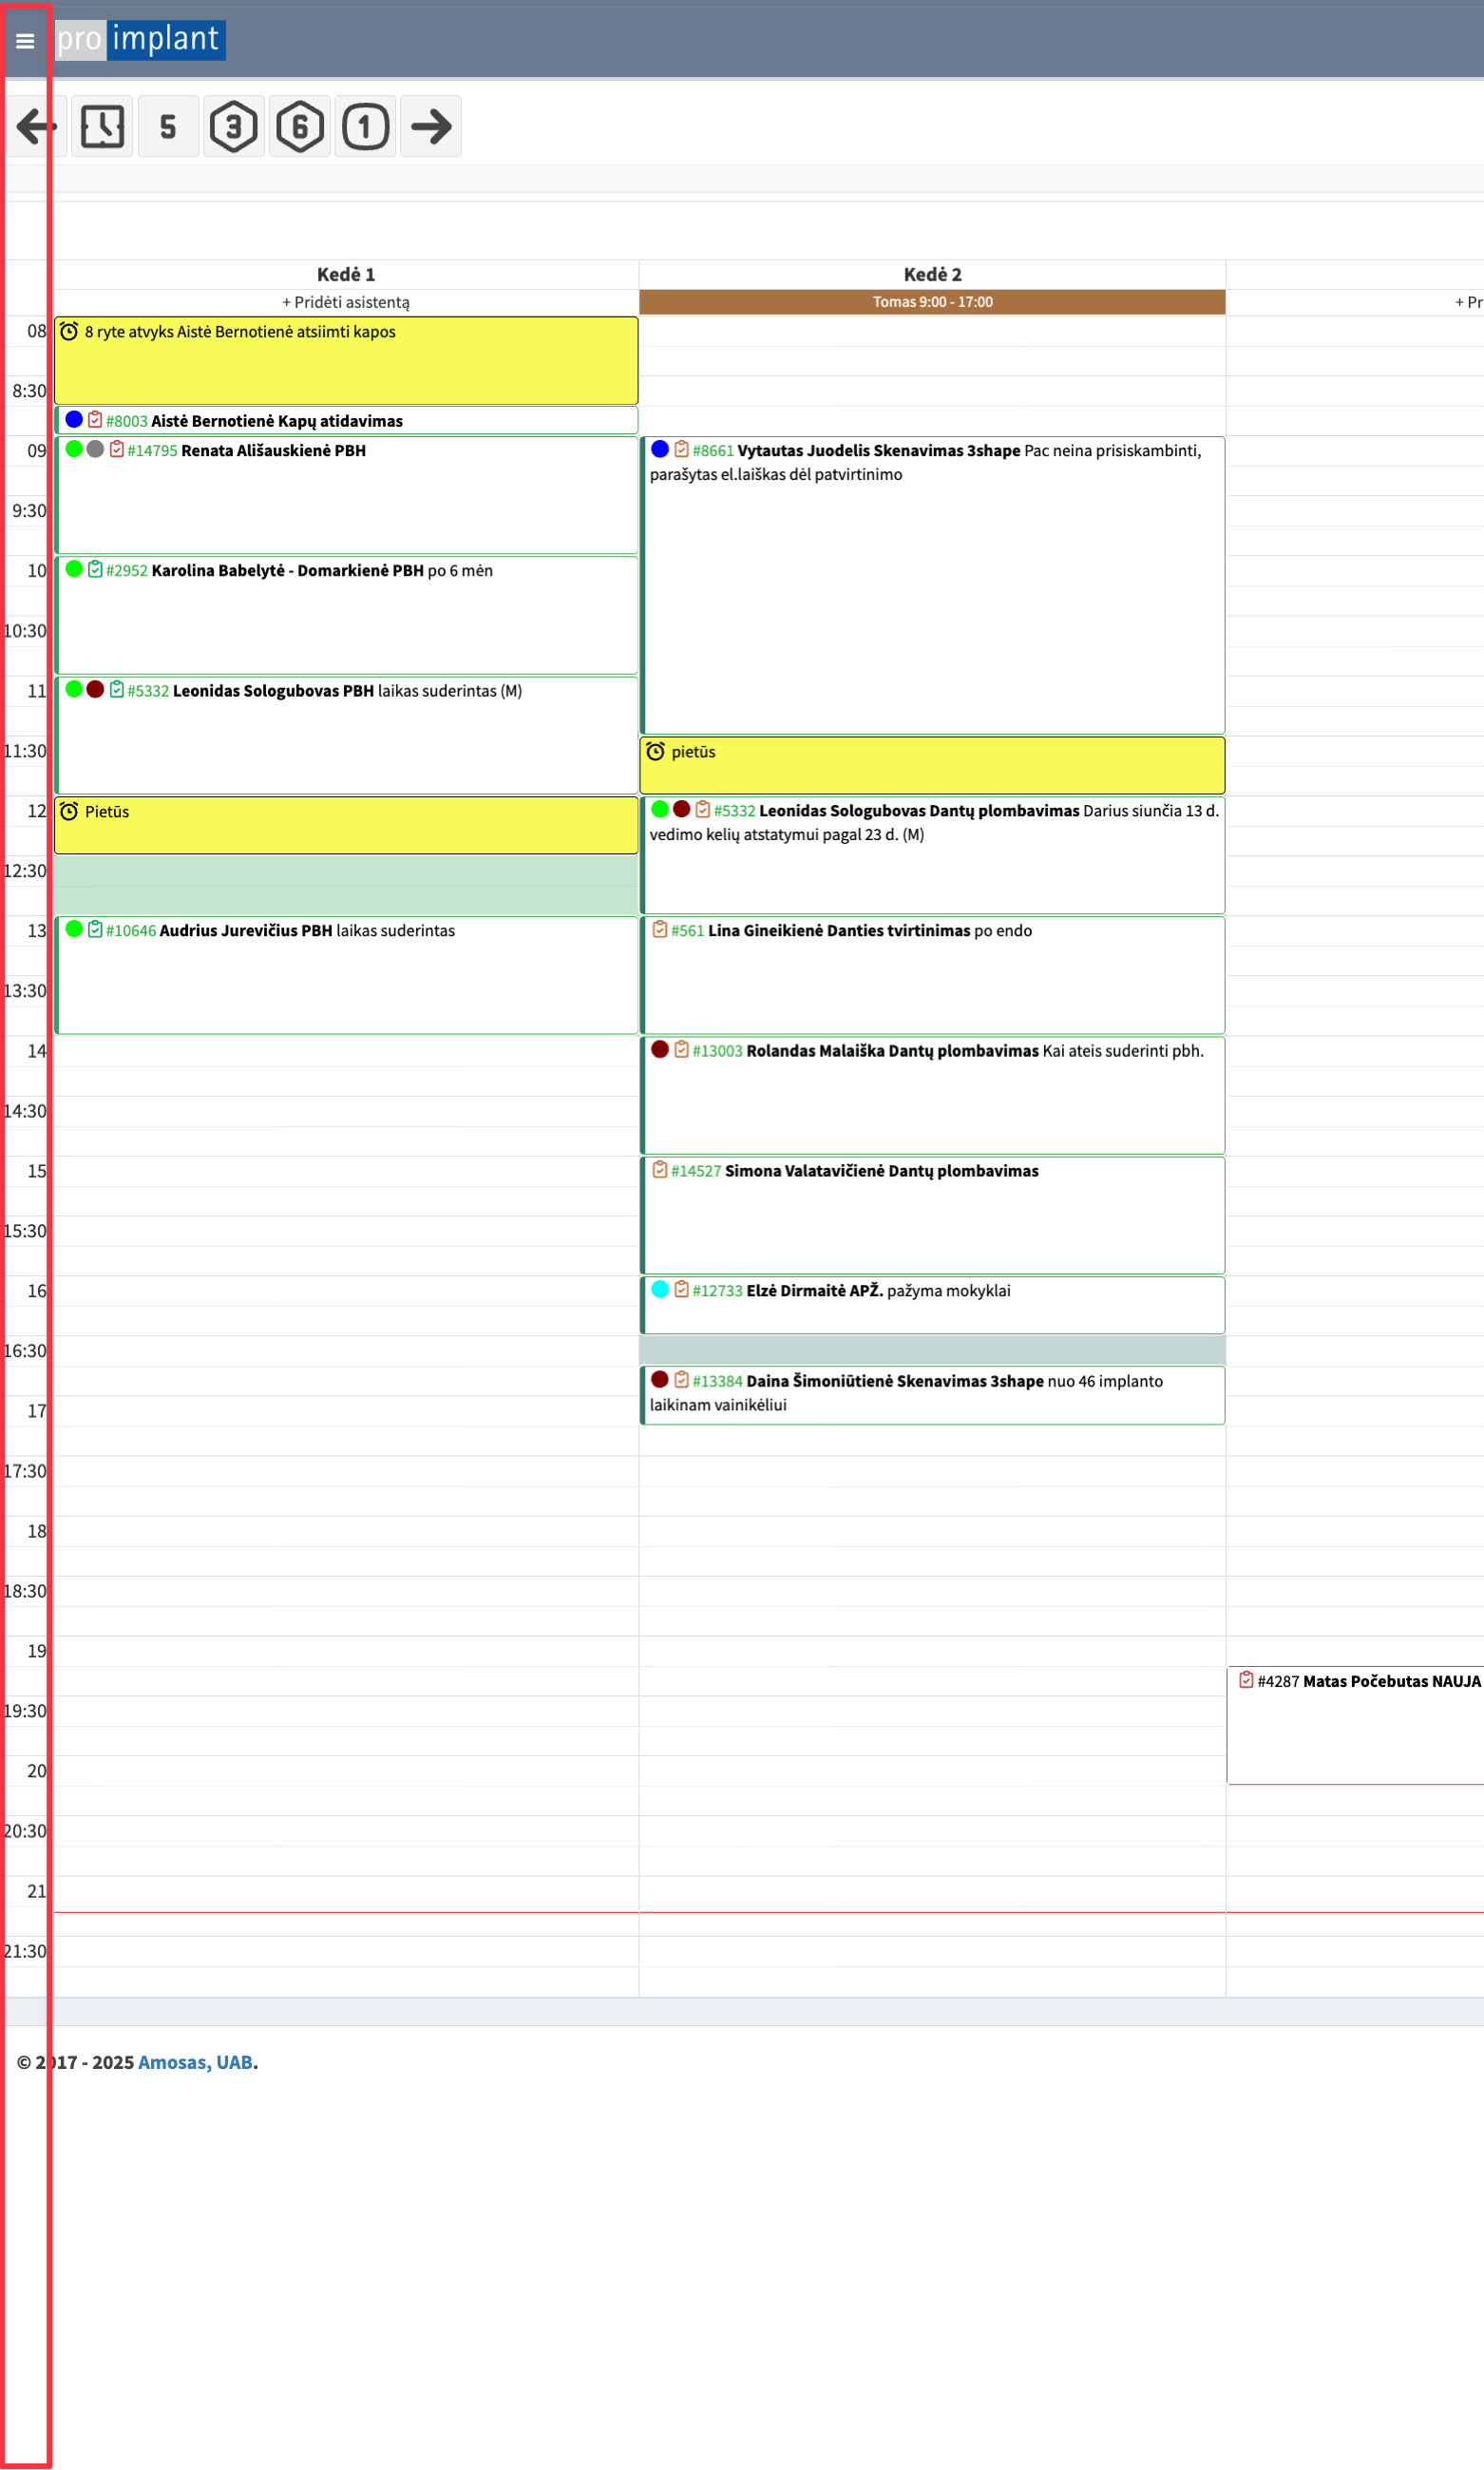 pro implant
5 3 6 1
Kedė 1 Kedė 2
+ Pridėti asistentą Tomas 9:00 - 17:00 + Pr
08 8 ryte atvyks Aistė Bernotienė atsiimti kapos
8:30
#8003 Aistė Bernotienė Kapų atidavimas
09 #14795 Renata Ališauskienė PBH
#8661 Vytautas Juodelis Skenavimas 3shape Pac neina prisiskambinti,
parašytas el.laiškas dėl patvirtinimo
9:30
10 #2952 Karolina Babelytė - Domarkienė PBH po 6 mėn
10:30
11 #5332 Leonidas Sologubovas PBH laikas suderintas (M)
11:30 pietūs
12 Pietūs
#5332 Leonidas Sologubovas Dantų plombavimas Darius siunčia 13 d.
vedimo kelių atstatymui pagal 23 d. (M)
12:30
13 #10646 Audrius Jurevičius PBH laikas suderintas
#561 Lina Gineikienė Danties tvirtinimas po endo
13:30
14 #13003 Rolandas Malaiška Dantų plombavimas Kai ateis suderinti pbh.
14:30
15 #14527 Simona Valatavičienė Dantų plombavimas
15:30
16 #12733 Elzė Dirmaitė APŽ. pažyma mokyklai
16:30
#13384 Daina Šimoniūtienė Skenavimas 3shape nuo 46 implanto
laikinam vainikėliui
17
17:30
18
18:30
19
#4287 Matas Počebutas NAUJA
19:30
20
20:30
21
21:30
© 2017 - 2025 Amosas, UAB.